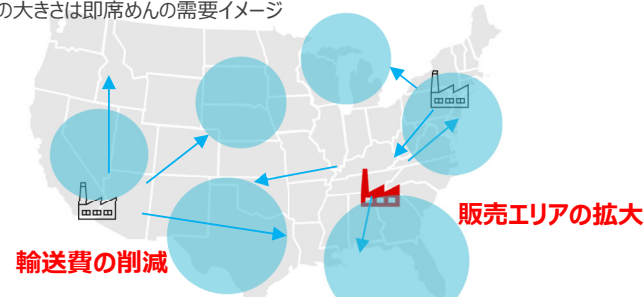 の大きさは即席めんの需要イメージ
販売エリアの拡大
輸送費の削減